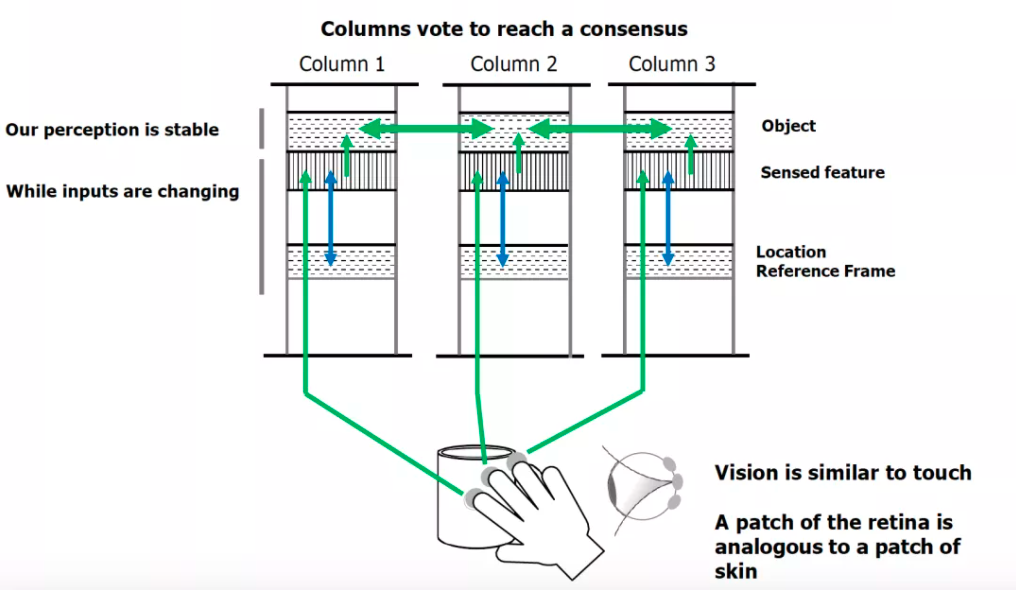 Columns vote to reach a consensus
Column 1
Column 2
Column 3
Our perception is stable
Object
Sensed feature
While inputs are changing
Location
Reference Frame
Vision is similar to touch
A patch of the retina is
analogous to a patch of
skin